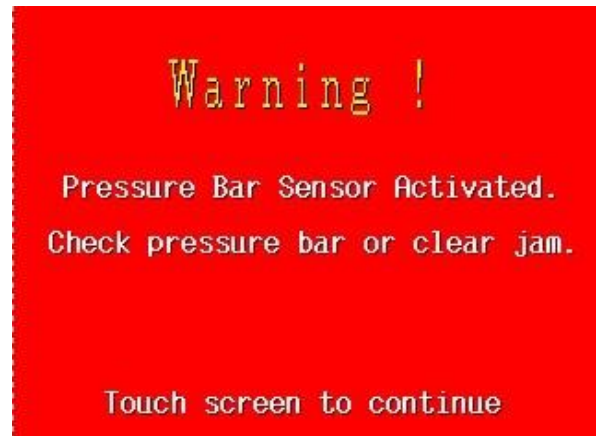 Warning !
Pressure Bar Sensor Activated.
Check pressure bar or clear jam.
Touch screen to continue